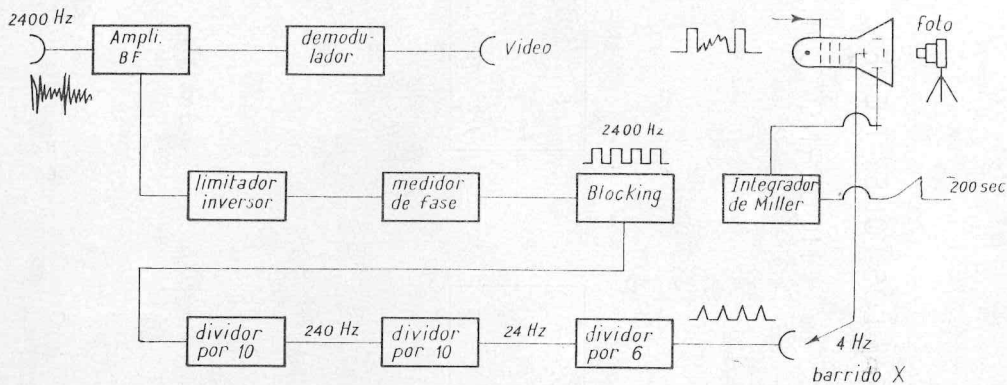 2400 Hz
Ampli.
BF
demodu-
lador
Video
foto
2400 Hz
limitador
inversor
medidor
de fase
Blocking
Integrador
de Miller
200 sec
dividor
por 10
240 Hz
dividor
por 10
24 Hz
dividor
por 6
4 Hz
barrido X